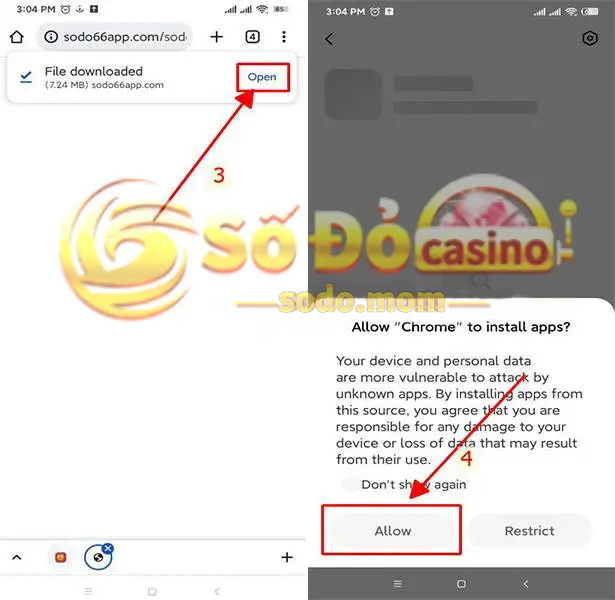 3:04 PM
65
sodo66app.com/sod
4
File downloaded
(7.24 MB) sodo66app.com
Open
3
SỐ ĐỎ
casino
sodo.mom
3:04 PM
Allow “Chrome” to install apps?
Your device and personal data
are more vulnerable to attack by
unknown apps. By installing apps from
this source, you agree that you are
responsible for any damage to your
device or loss of data that may result
from their use.
4
Don't show again
Allow
Restrict